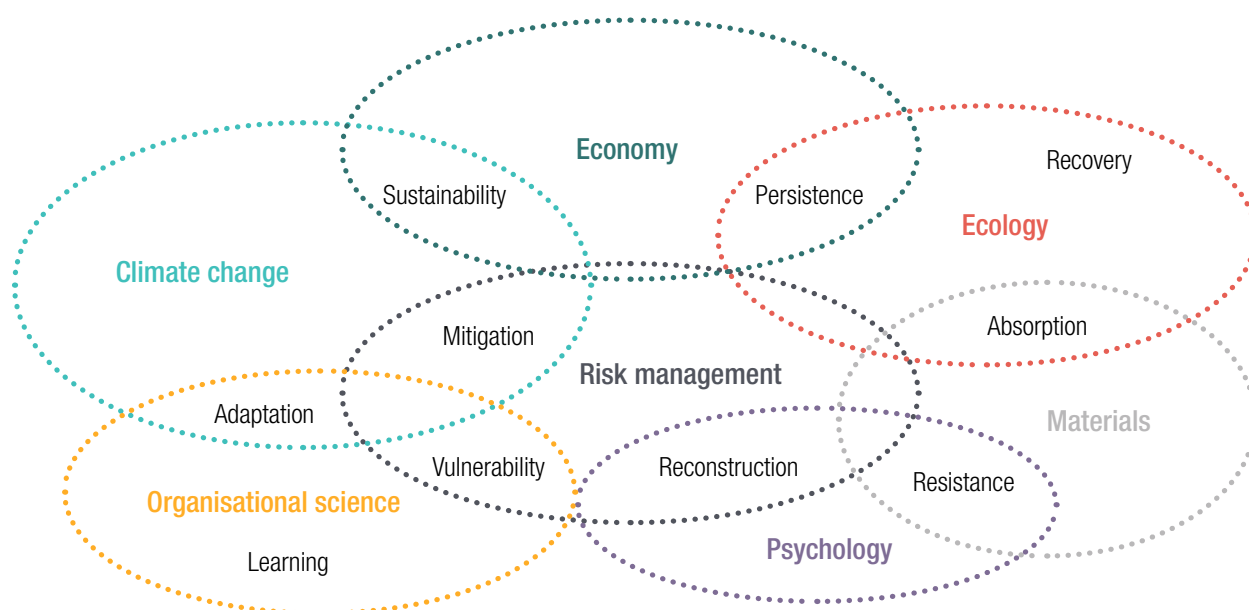 Economy
Recovery
Sustainability
Persistence
Ecology
Climate change
Absorption
Mitigation
Risk management
Adaptation
Materials
Vulnerability
Reconstruction
Resistance
Organisational science
Psychology
Learning